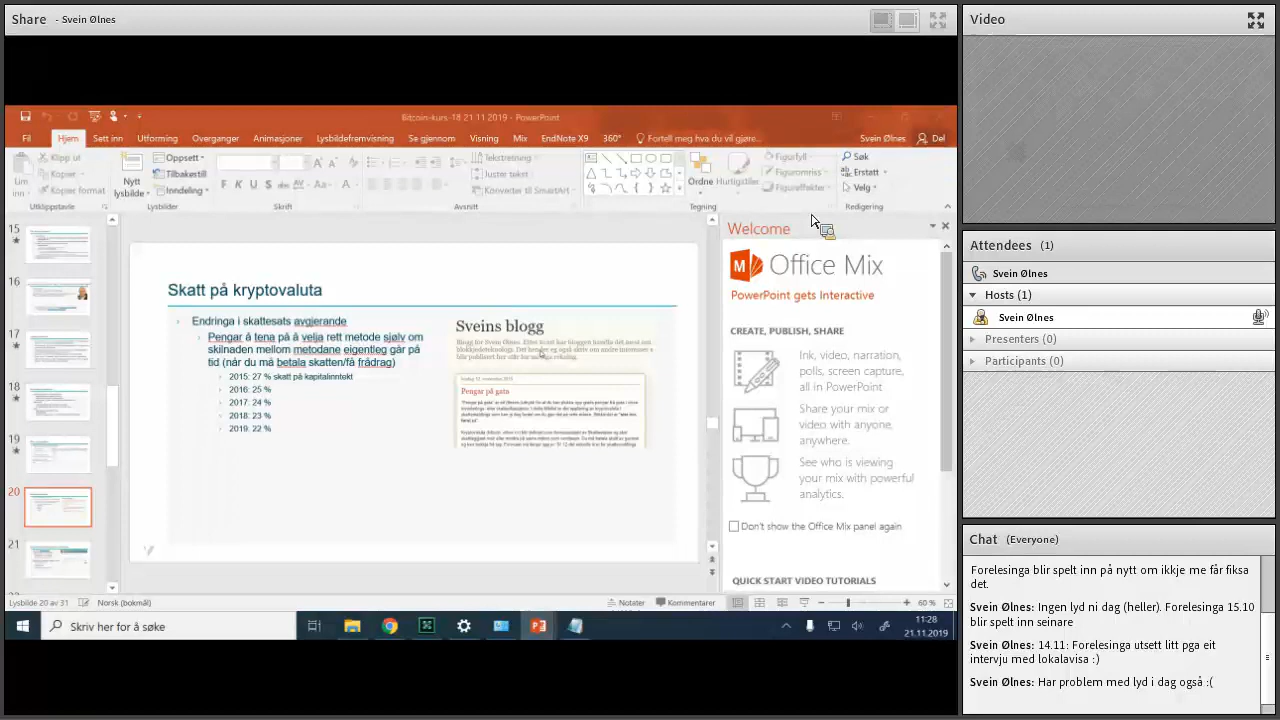 Share - Svein Ølnes
Video
Bitcoin-kurs-18 21 11 2019 - PowerPoint
Fil Hjem Sett inn Utforming Overganger Animasjoner Lysbildefremvisning Se gjennom Visning Mix EndNote X9 360° Fortell meg hva du vil gjøre... Svein Ølnes Del
Lim inn
Klipp ut
Kopier
Kopier format
Nytt lysbilde
Oppsett
Tilbakestill
Inndeling
Tekstretning
Juster tekst
Konverter til SmartArt
Ordne
Hurtigstiler
Figurfyll
Figuromriss
Figureffekter
Søk
Erstatt
Velg
Utklippstavle Lysbilder Skrift Avsnitt Tegning Redigering
15
16
17
18
19
20
21
Skatt på kryptovaluta
Endringa i skattesats avgjerande
Pengar å tena på å velja rett metode sjølv om
skilnaden mellom metodane eigentleg går på
tid (når du må betala skatten/få frådrag)
2015: 27 % skatt på kapitalinntekt
2016: 25 %
2017: 24 %
2018: 23 %
2019: 22 %
Sveins blogg
Pengar på gata
Welcome
Office Mix
PowerPoint gets Interactive
CREATE, PUBLISH, SHARE
Ink, video, narration,
polls, screen capture,
all in PowerPoint
Share your mix or
video with anyone,
anywhere.
See who is viewing
your mix with powerful
analytics.
Don't show the Office Mix panel again
QUICK START VIDEO TUTORIALS
Lysbilde 20 av 31 Norsk (bokmål) Notater Kommentarer 60 %
Skriv her for å søke
11:28
21.11.2019
Attendees (1)
Svein Ølnes
Hosts (1)
Svein Ølnes
Presenters (0)
Participants (0)
Chat (Everyone)
Forelesinga blir spelt inn på nytt om ikkje me får fiksa
det.
Svein Ølnes: Ingen lyd ni dag (heller). Forelesinga 15.10
blir spelt inn seinare
Svein Ølnes: 14.11: Forelesinga utsett litt pga eit
intervju med lokalavisa :)
Svein Ølnes: Har problem med lyd i dag også :(